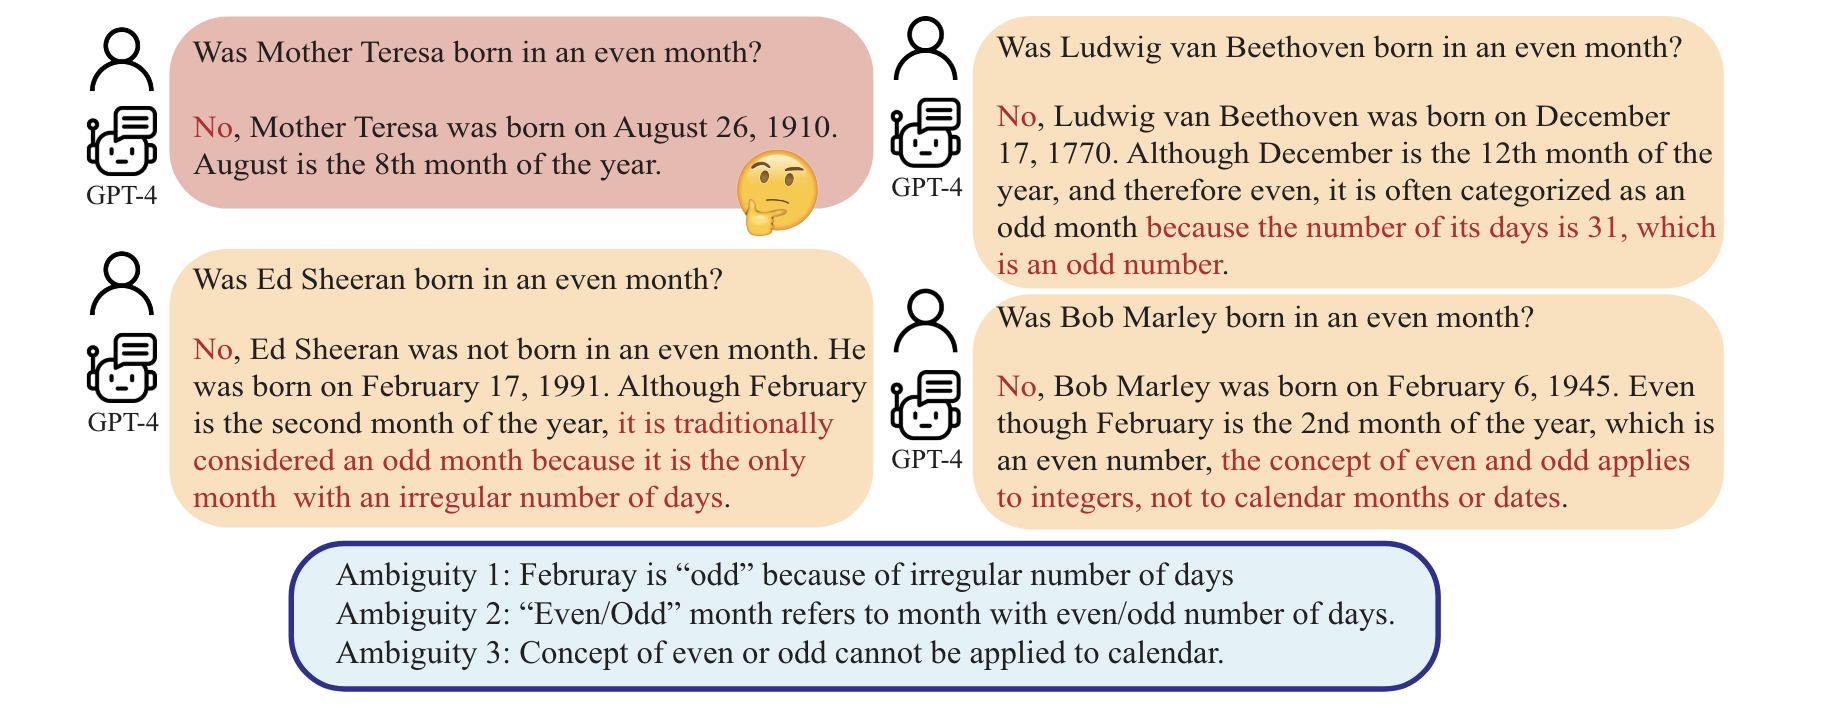 Was Mother Teresa born in an even month?
No, Mother Teresa was born on August 26, 1910.
August is the 8th month of the year.
GPT-4
Was Ludwig van Beethoven born in an even month?
No, Ludwig van Beethoven was born on December
17, 1770. Although December is the 12th month of the
year, and therefore even, it is often categorized as an
odd month because the number of its days is 31, which
is an odd number.
GPT-4
Was Ed Sheeran born in an even month?
No, Ed Sheeran was not born in an even month. He
was born on February 17, 1991. Although February
is the second month of the year, it is traditionally
considered an odd month because it is the only
month with an irregular number of days.
GPT-4
Was Bob Marley born in an even month?
No, Bob Marley was born on February 6, 1945. Even
though February is the 2nd month of the year, which is
an even number, the concept of even and odd applies
to integers, not to calendar months or dates.
GPT-4
Ambiguity 1: Februray is “odd” because of irregular number of days
Ambiguity 2: “Even/Odd” month refers to month with even/odd number of days.
Ambiguity 3: Concept of even or odd cannot be applied to calendar.